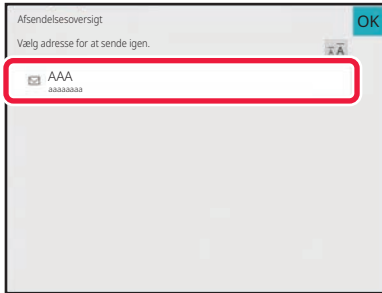 Afsendelsesoversigt
OK
Vælg adresse for at sende igen.
A A
AAA
aaaaaaaa